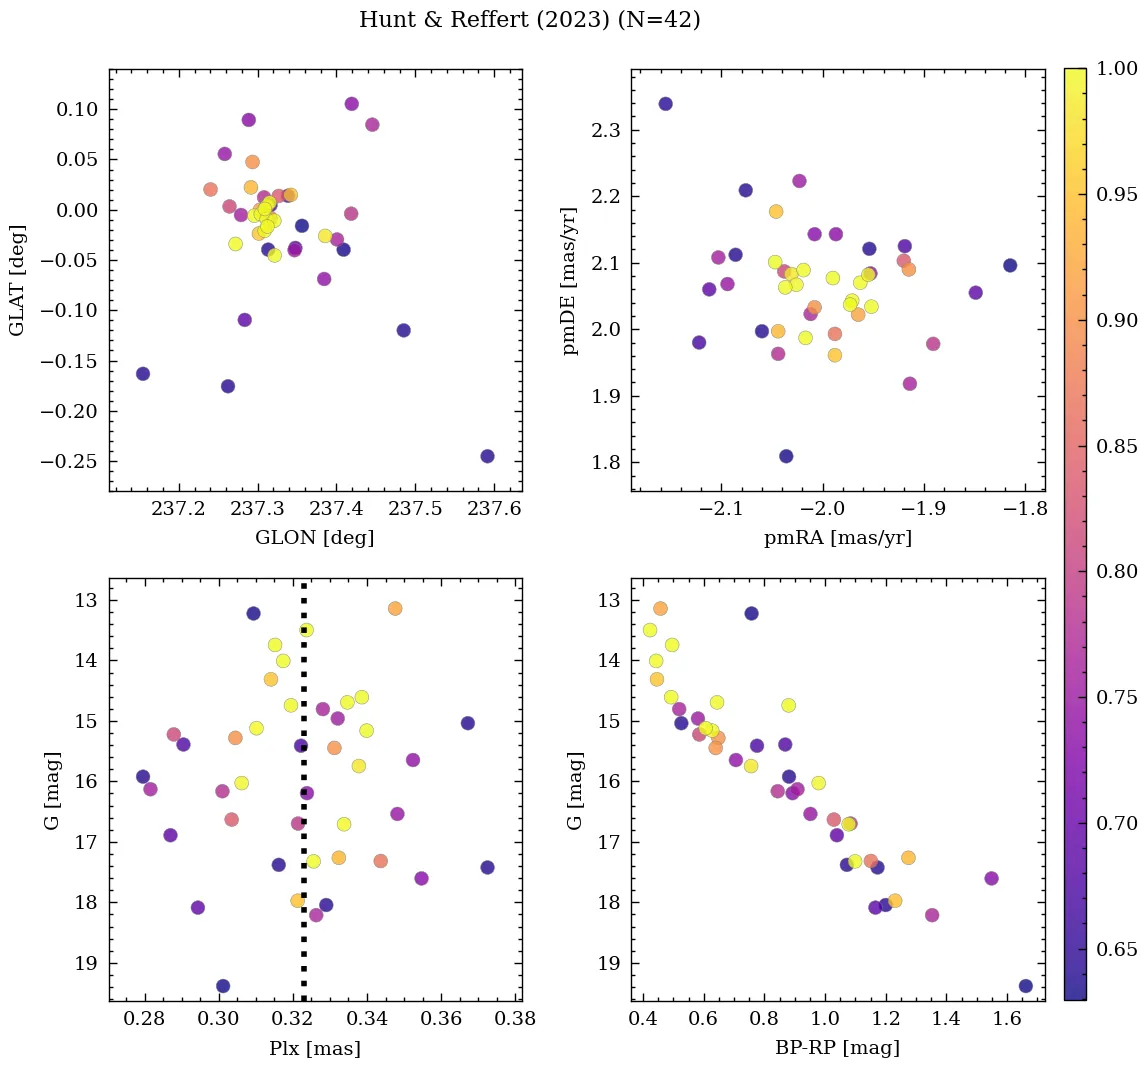 Hunt & Reffert (2023) (N=42)
0.10
0.05
0.00
−0.05
−0.10
−0.15
−0.20
−0.25
GLAT [deg]
237.2 237.3 237.4 237.5 237.6
GLON [deg]
2.3
2.2
2.1
2.0
1.9
1.8
pmDE [mas/yr]
−2.1 −2.0 −1.9 −1.8
pmRA [mas/yr]
13
14
15
16
17
18
19
G [mag]
0.28 0.30 0.32 0.34 0.36 0.38
Plx [mas]
13
14
15
16
17
18
19
G [mag]
0.4 0.6 0.8 1.0 1.2 1.4 1.6
BP-RP [mag]
1.00
0.95
0.90
0.85
0.80
0.75
0.70
0.65